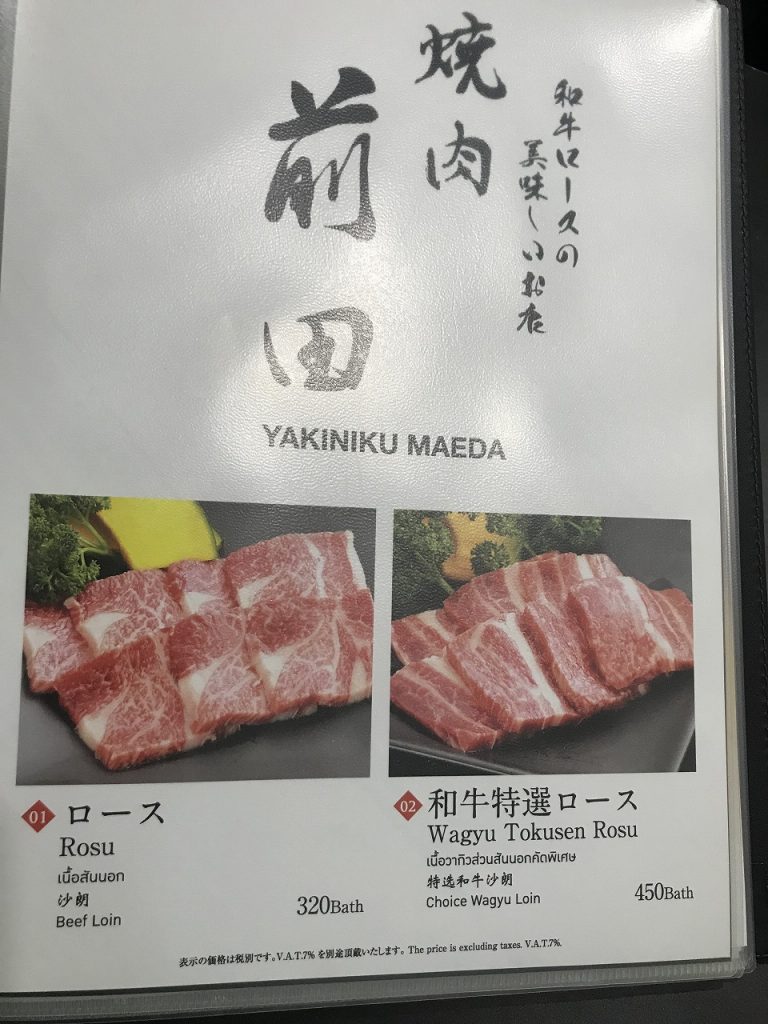 和牛ロースの
美味しいお店
焼肉
前田
YAKINIKU MAEDA
01 ロース
Rosu
เนื้อสันนอก
沙朗
Beef Loin
320Bath
02 和牛特選ロース
Wagyu Tokusen Rosu
เนื้อวากิวส่วนสันนอกคัดพิเศษ
特选和牛沙朗
Choice Wagyu Loin
450Bath
表示の価格は税別です。V.A.T.7% を別途頂戴いたします。 The price is excluding taxes. V.A.T.7%.